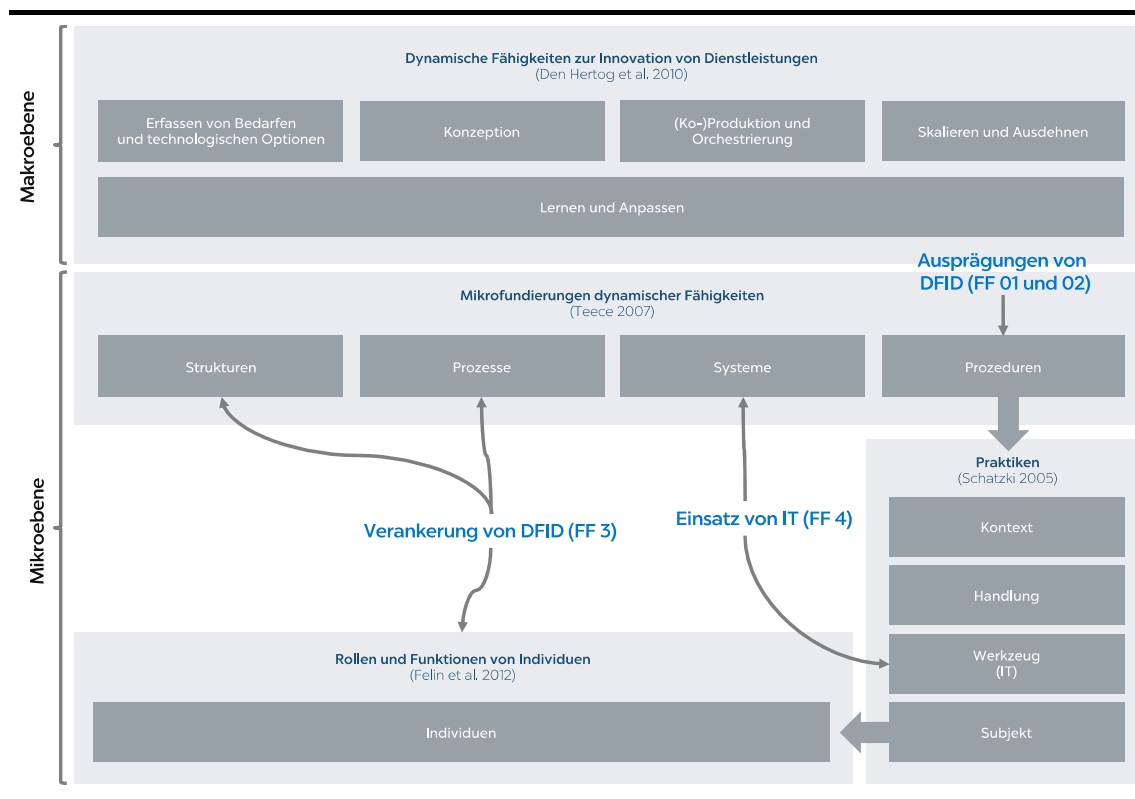 Makroebene
Dynamische Fähigkeiten zur Innovation von Dienstleistungen
(Den Hertog et al. 2010)
Erfassen von Bedarfen
und technologischen Optionen
Konzeption
(Ko-)Produktion und
Orchestrierung
Skalieren und Ausdehnen
Lernen und Anpassen
Mikroebene
Ausprägungen von
DFID (FF 01 und 02)
Mikrofundierungen dynamischer Fähigkeiten
(Teece 2007)
Strukturen
Prozesse
Systeme
Prozeduren
Verankerung von DFID (FF 3)
Einsatz von IT (FF 4)
Praktiken
(Schatzki 2005)
Kontext
Handlung
Werkzeug
(IT)
Subjekt
Rollen und Funktionen von Individuen
(Felin et al. 2012)
Individuen